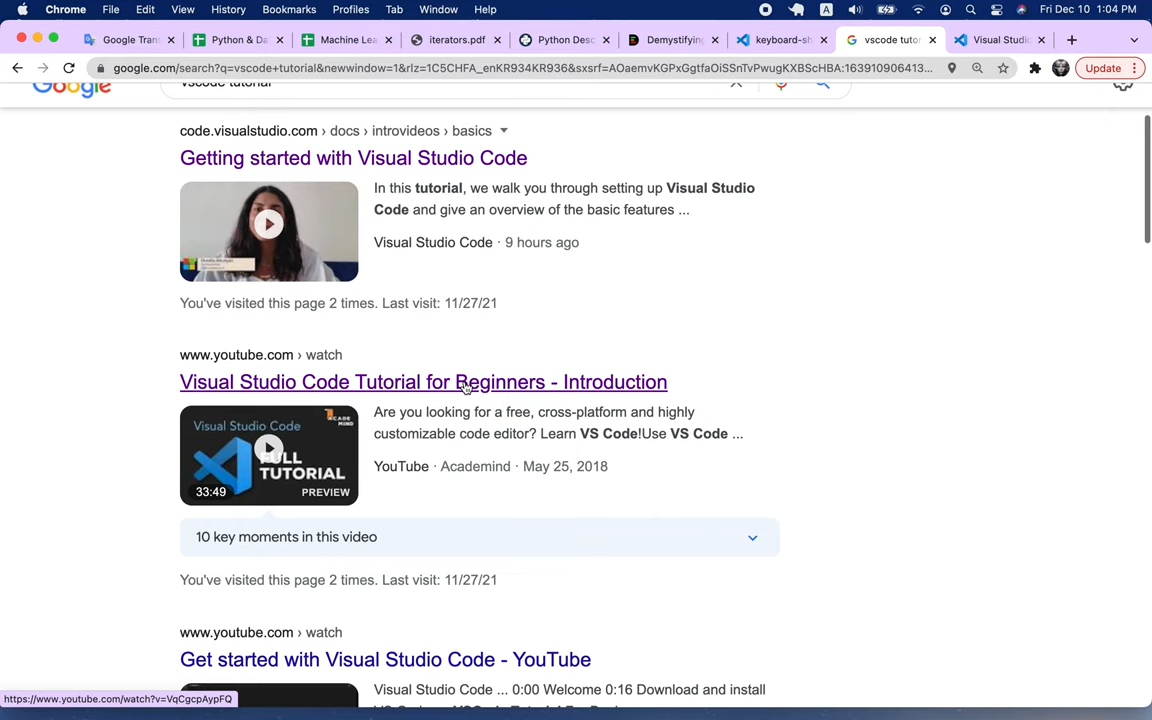 Chrome File Edit View History Bookmarks Profiles Tab Window Help A Fri Dec 10 1:04 PM
Google Tran Python & Da Machine Lea iterators.pdf Python Desc Demystifying keyboard-sh vscode tutor Visual Studio
google.com/search?q=vscode+tutorial&newwindow=1&rlz=1C5CHFA_enKR934KR936&sxsrf=AOaemvKGPxGgtfaOiSSnTvPwugKXBScHBA:163910906413... Update
Google vscode tutorial
code.visualstudio.com › docs › introvideos › basics
Getting started with Visual Studio Code
In this tutorial, we walk you through setting up Visual Studio
Code and give an overview of the basic features ...
Visual Studio Code · 9 hours ago
You've visited this page 2 times. Last visit: 11/27/21
www.youtube.com › watch
Visual Studio Code Tutorial for Beginners - Introduction
Are you looking for a free, cross-platform and highly
customizable code editor? Learn VS Code!Use VS Code ...
YouTube · Academind · May 25, 2018
ACADE
MIND
Visual Studio Code
FULL
TUTORIAL
33:49 PREVIEW
10 key moments in this video
You've visited this page 2 times. Last visit: 11/27/21
www.youtube.com › watch
Get started with Visual Studio Code - YouTube
Visual Studio Code ... 0:00 Welcome 0:16 Download and install
https://www.youtube.com/watch?v=VqCgcpAypFQ